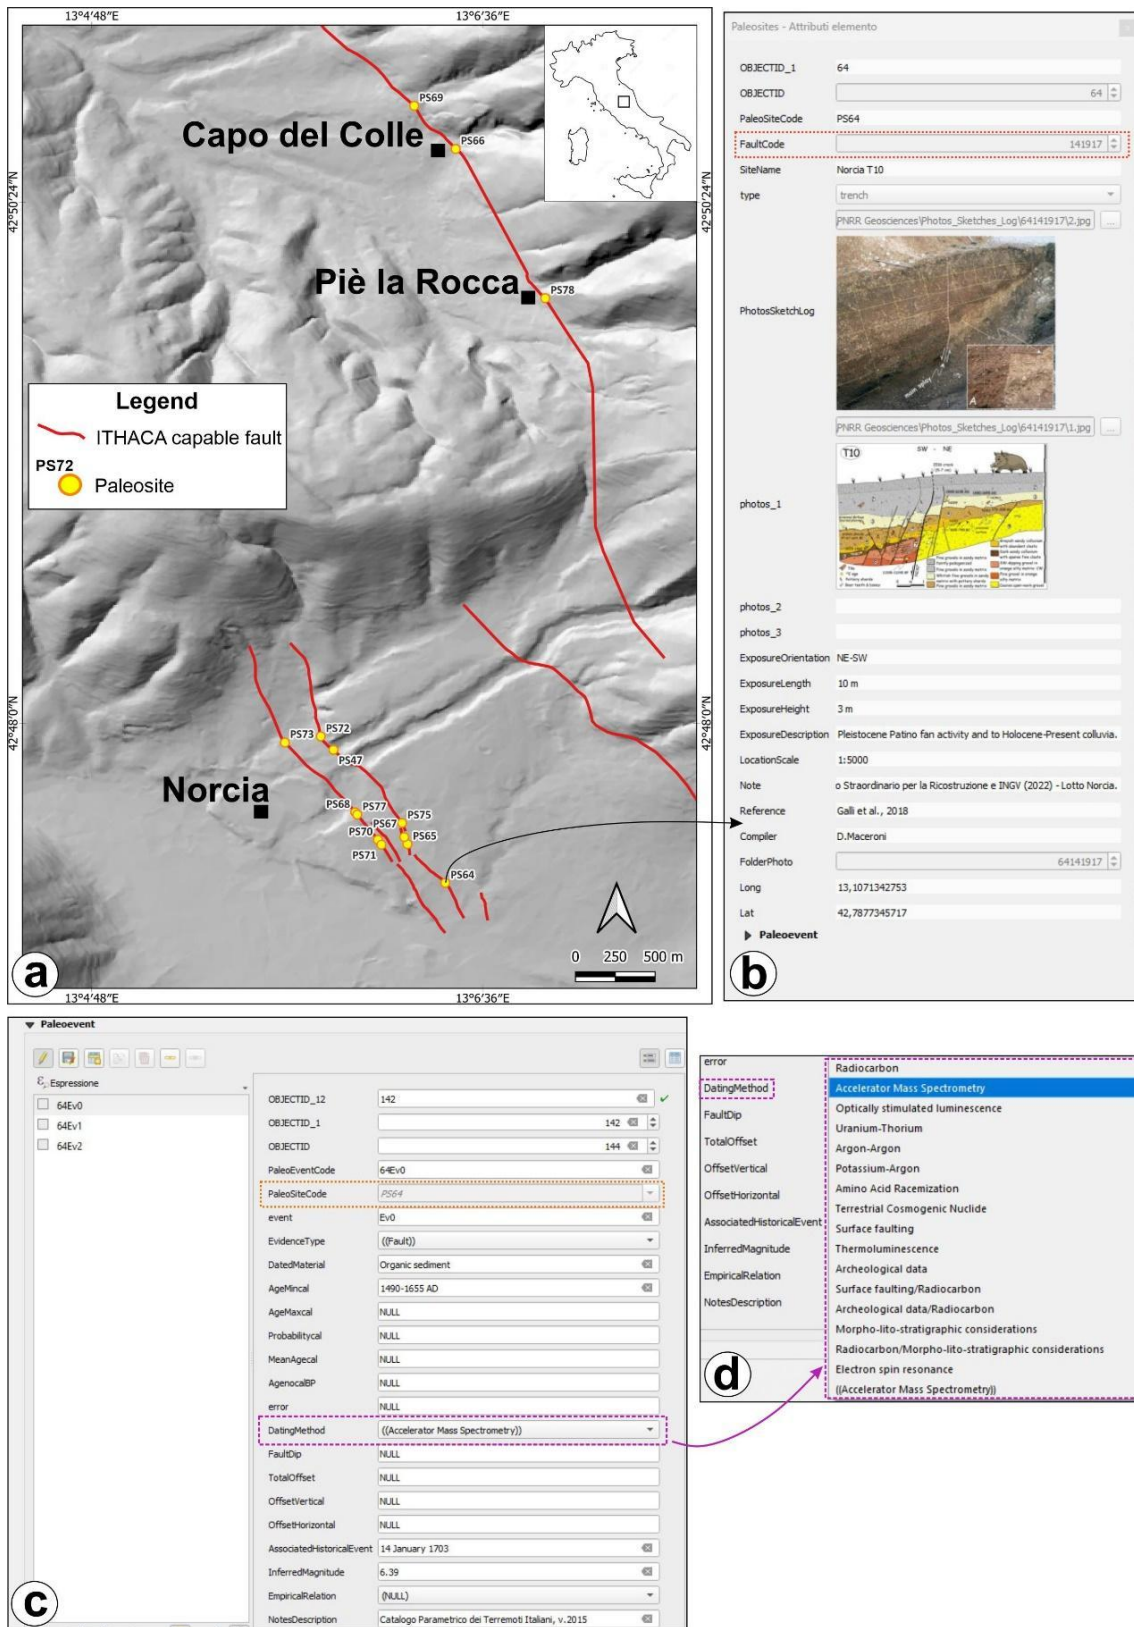 13°4'48"E
13°6'36"E
42°50'24"N
42°50'24"N
PS69
Capo del Colle
PS66
Piè la Rocca
PS78
Legend
ITHACA capable fault
PS72
Paleosite
42°48'0"N
42°48'0"N
PS73
PS72
PS47
Norcia
PS68
PS77
PS67
PS75
PS70
PS65
PS71
PS64
0 250 500 m
a
13°4'48"E
13°6'36"E
Paleosites - Attributi elemento
OBJECTID_1 64
OBJECTID 64
PaleoSiteCode PS64
FaultCode 141917
SiteName Norcia T10
type trench
PNRR Geosciences\Photos_Sketches_Log\64141917\2.jpg ...
PhotosSketchLog
A
PNRR Geosciences\Photos_Sketches_Log\64141917\1.jpg ...
T10
SW - NE
photos_1
photos_2
photos_3
ExposureOrientation NE-SW
ExposureLength 10 m
ExposureHeight 3 m
ExposureDescription Pleistocene Patino fan activity and to Holocene-Present colluvia.
LocationScale 1:5000
Note o Straordinario per la Ricostruzione e INGV (2022) - Lotto Norcia.
Reference Galli et al., 2018
Compiler D.Maceroni
FolderPhoto 64141917
Long 13,1071342753
Lat 42,7877345717
Paleoevent
b
Paleoevent
Espressione
64Ev0
64Ev1
64Ev2
OBJECTID_12 142
OBJECTID_1 142
OBJECTID 144
PaleoEventCode 64Ev0
PaleoSiteCode PS64
event Ev0
EvidenceType ((Fault))
DatedMaterial Organic sediment
AgeMincal 1490-1655 AD
AgeMaxcal NULL
Probabilitycal NULL
MeanAgecal NULL
AgenocalBP NULL
error NULL
DatingMethod ((Accelerator Mass Spectrometry))
FaultDip NULL
TotalOffset NULL
OffsetVertical NULL
OffsetHorizontal NULL
AssociatedHistoricalEvent 14 January 1703
InferredMagnitude 6.39
EmpiricalRelation (NULL)
NotesDescription Catalogo Parametrico dei Terremoti Italiani, v.2015
c
error
DatingMethod
FaultDip
TotalOffset
OffsetVertical
OffsetHorizontal
AssociatedHistoricalEvent
InferredMagnitude
EmpiricalRelation
NotesDescription
Radiocarbon
Accelerator Mass Spectrometry
Optically stimulated luminescence
Uranium-Thorium
Argon-Argon
Potassium-Argon
Amino Acid Racemization
Terrestrial Cosmogenic Nuclide
Surface faulting
Thermoluminescence
Archeological data
Surface faulting/Radiocarbon
Archeological data/Radiocarbon
Morpho-lito-stratigraphic considerations
Radiocarbon/Morpho-lito-stratigraphic considerations
Electron spin resonance
((Accelerator Mass Spectrometry))
d